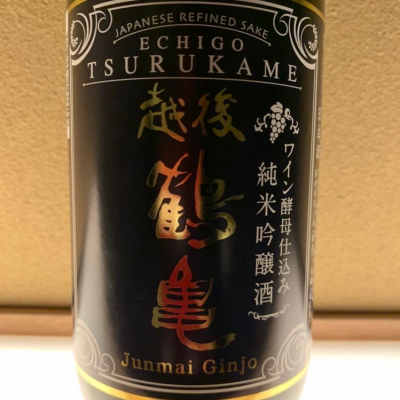 JAPANESE REFINED SAKE
ECHIGO
TSURUKAME
越後
鶴亀
ワイン酵母仕込み
純米吟醸酒
Junmai Ginjo